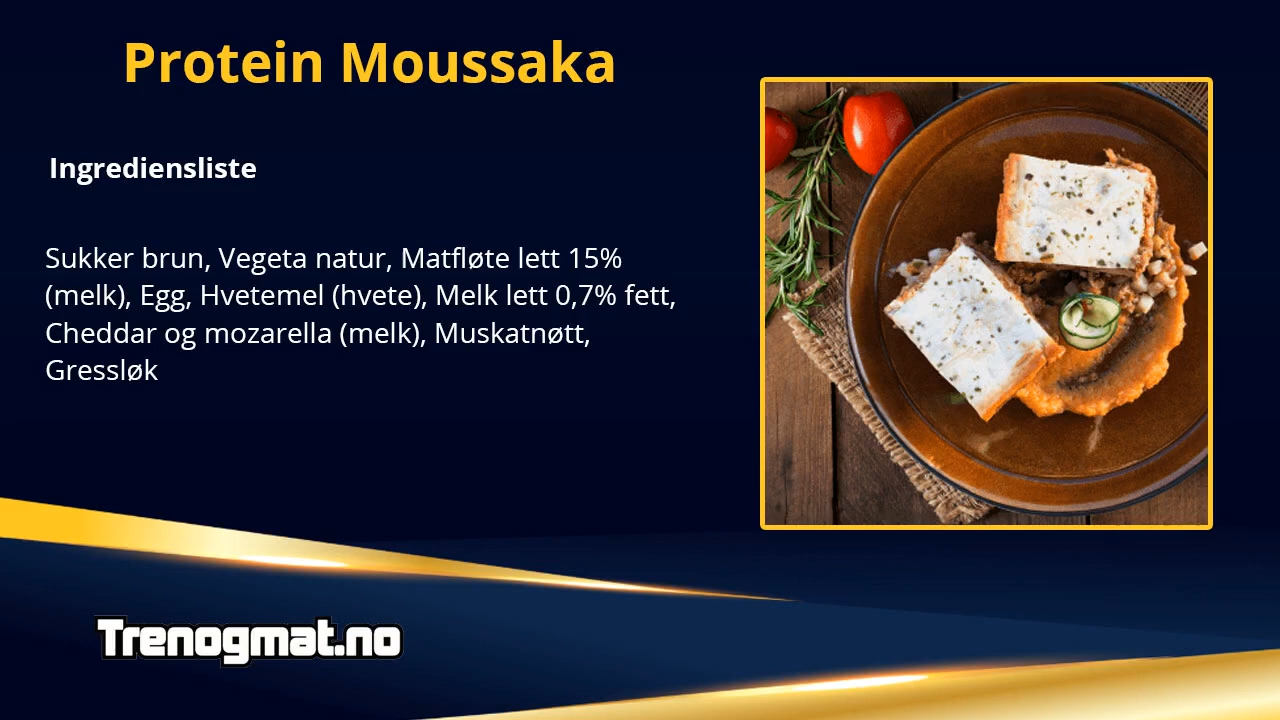 Protein Moussaka
Ingrediensliste
Sukker brun, Vegeta natur, Matfløte lett 15%
(melk), Egg, Hvetemel (hvete), Melk lett 0,7% fett,
Cheddar og mozarella (melk), Muskatnøtt,
Gressløk
Trenogmat.no